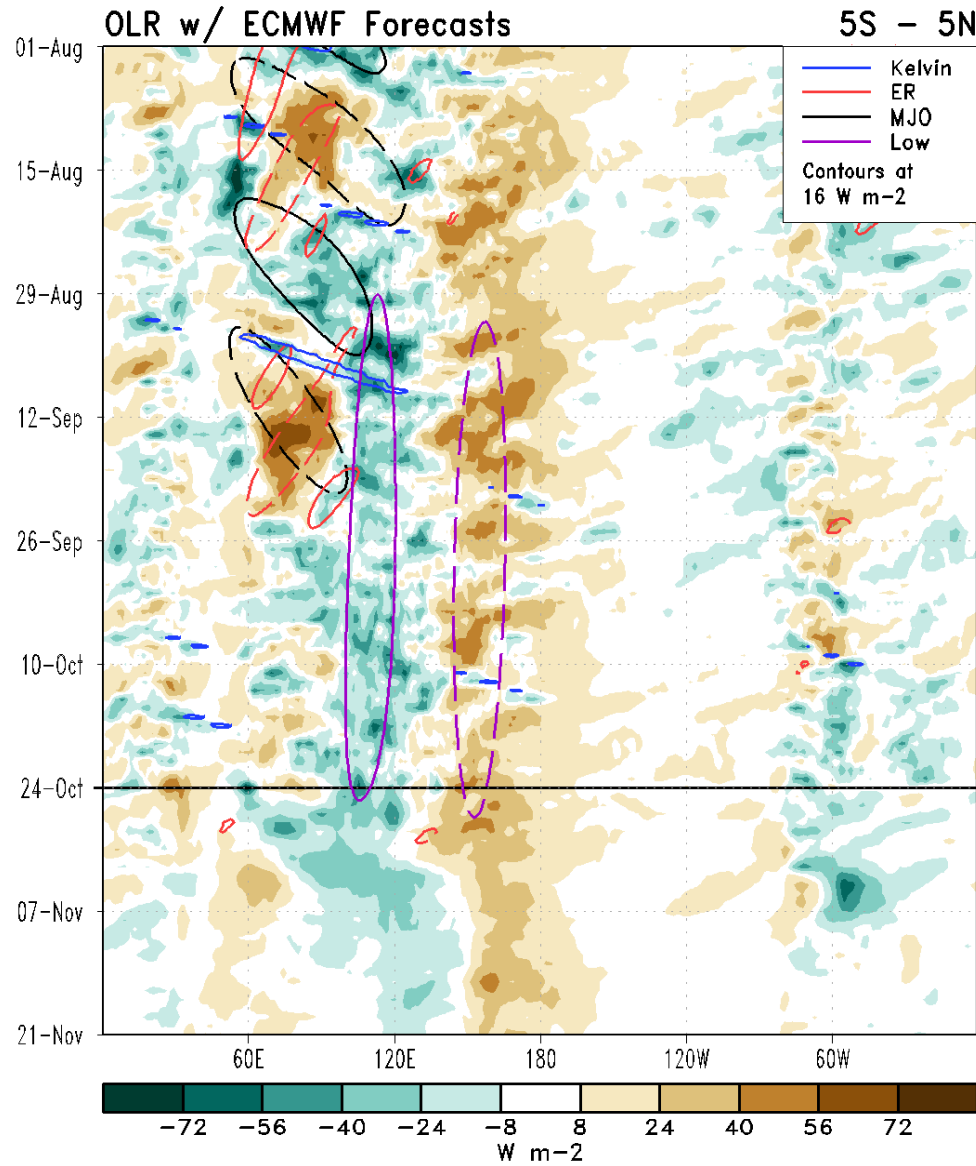 OLR w/ ECMWF Forecasts 5S - 5N
01-Aug
15-Aug
29-Aug
12-Sep
26-Sep
10-Oct
24-Oct
07-Nov
21-Nov
Kelvin
ER
MJO
Low
Contours at
16 W m-2
60E 120E 180 120W 60W
-72 -56 -40 -24 -8 8 24 40 56 72
W m-2